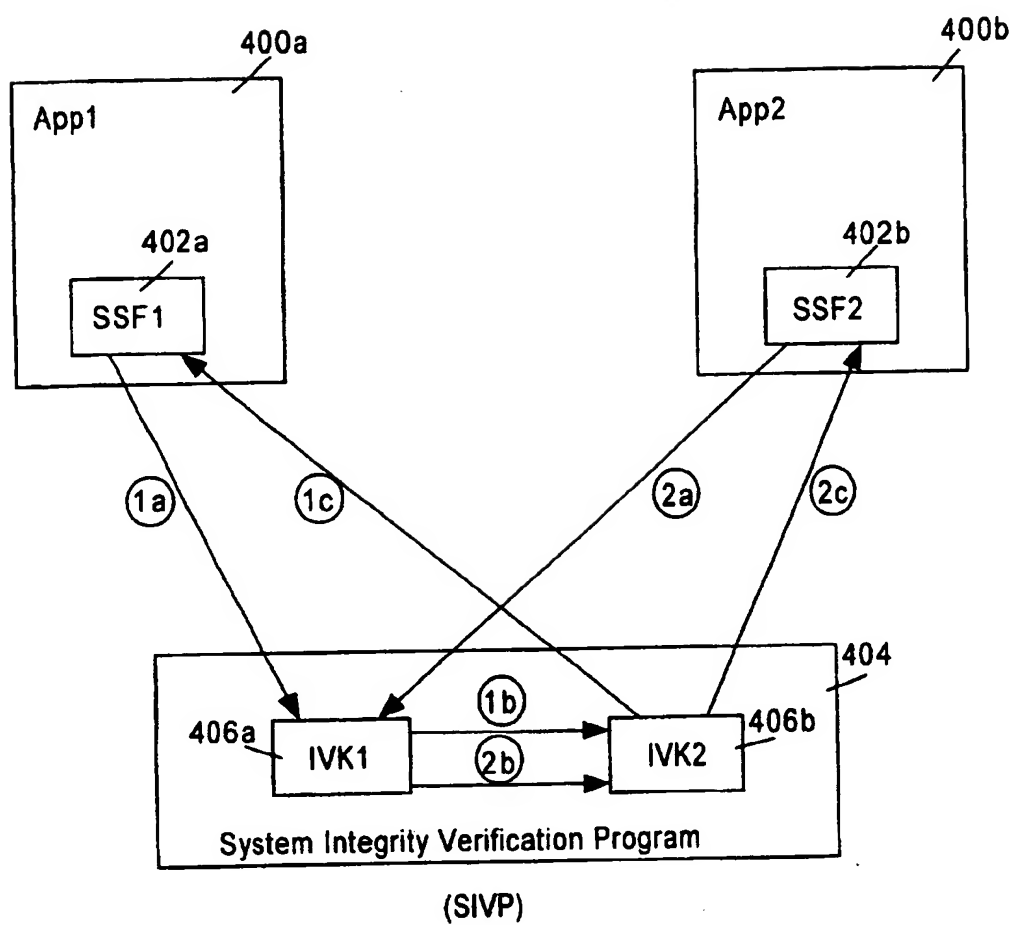 400a
400b
App1
App2
402a
402b
SSF1
SSF2
1a
1c
2a
2c
404
1b
406a
406b
IVK1
IVK2
2b
System Integrity Verification Program
(SIVP)